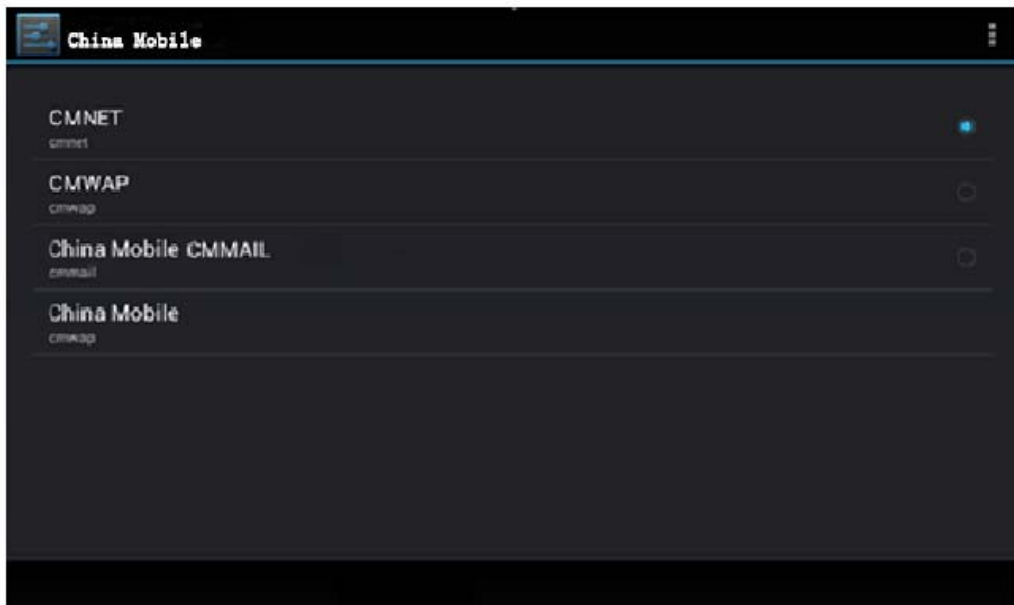 China Mobile
CMNET
cmnet
CMWAP
cmwap
China Mobile CMMAIL
cmmail
China Mobile
cmwap